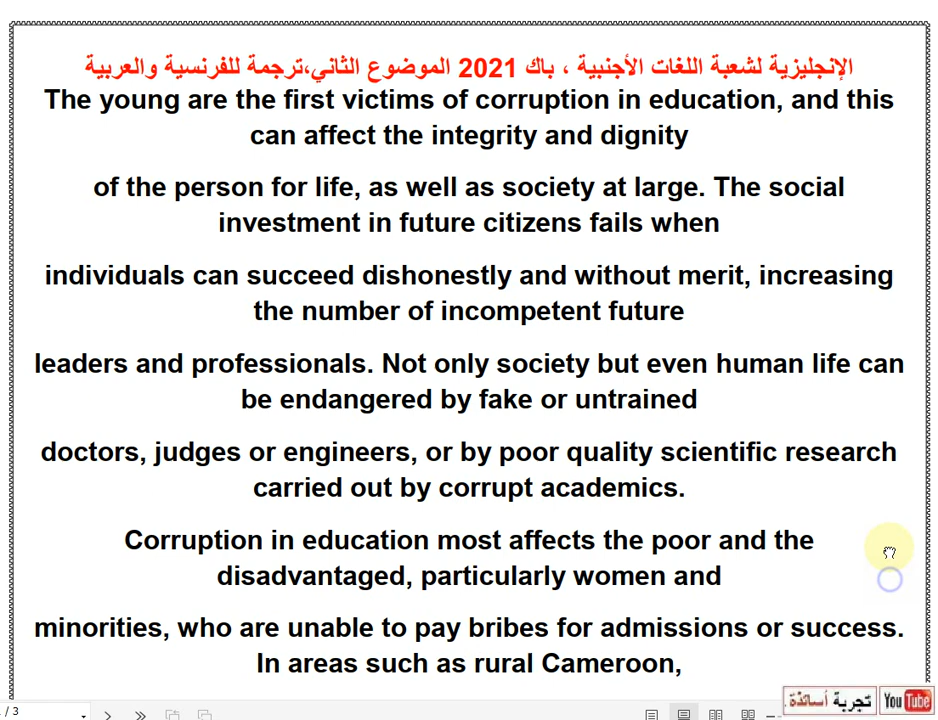 الإنجليزية لشعبة اللغات الأجنبية ، باك 2021 الموضوع الثاني،ترجمة للفرنسية والعربية
The young are the first victims of corruption in education, and this
can affect the integrity and dignity
of the person for life, as well as society at large. The social
investment in future citizens fails when
individuals can succeed dishonestly and without merit, increasing
the number of incompetent future
leaders and professionals. Not only society but even human life can
be endangered by fake or untrained
doctors, judges or engineers, or by poor quality scientific research
carried out by corrupt academics.
Corruption in education most affects the poor and the
disadvantaged, particularly women and
minorities, who are unable to pay bribes for admissions or success.
In areas such as rural Cameroon,
/ 3
تجربة أساتذة.
YouTube